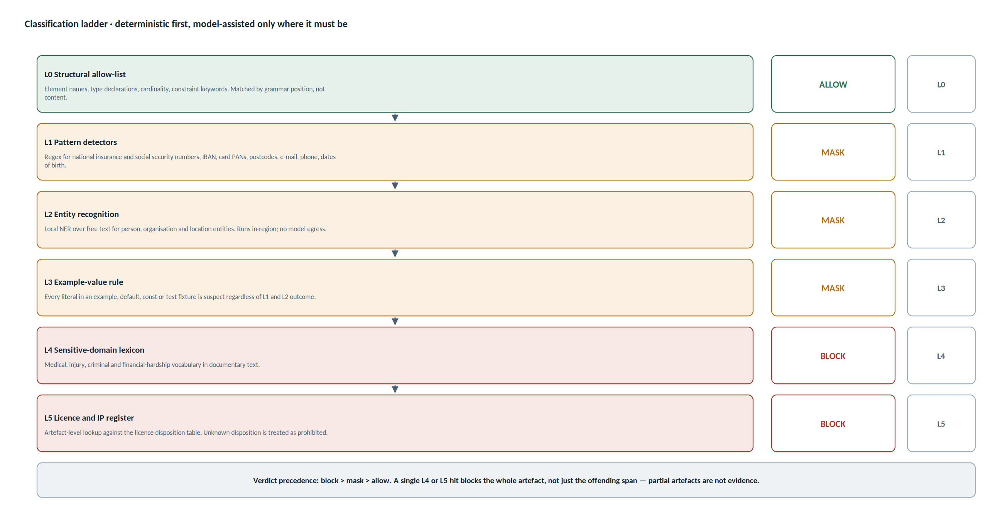 Classification ladder · deterministic first, model-assisted only where it must be
L0 Structural allow-list
Element names, type declarations, cardinality, constraint keywords. Matched by grammar position, not
content.
ALLOW
L0
L1 Pattern detectors
Regex for national insurance and social security numbers, IBAN, card PANs, postcodes, e-mail, phone, dates
of birth.
MASK
L1
L2 Entity recognition
Local NER over free text for person, organisation and location entities. Runs in-region; no model egress.
MASK
L2
L3 Example-value rule
Every literal in an example, default, const or test fixture is suspect regardless of L1 and L2 outcome.
MASK
L3
L4 Sensitive-domain lexicon
Medical, injury, criminal and financial-hardship vocabulary in documentary text.
BLOCK
L4
L5 Licence and IP register
Artefact-level lookup against the licence disposition table. Unknown disposition is treated as prohibited.
BLOCK
L5
Verdict precedence: block > mask > allow. A single L4 or L5 hit blocks the whole artefact, not just the offending span — partial artefacts are not evidence.